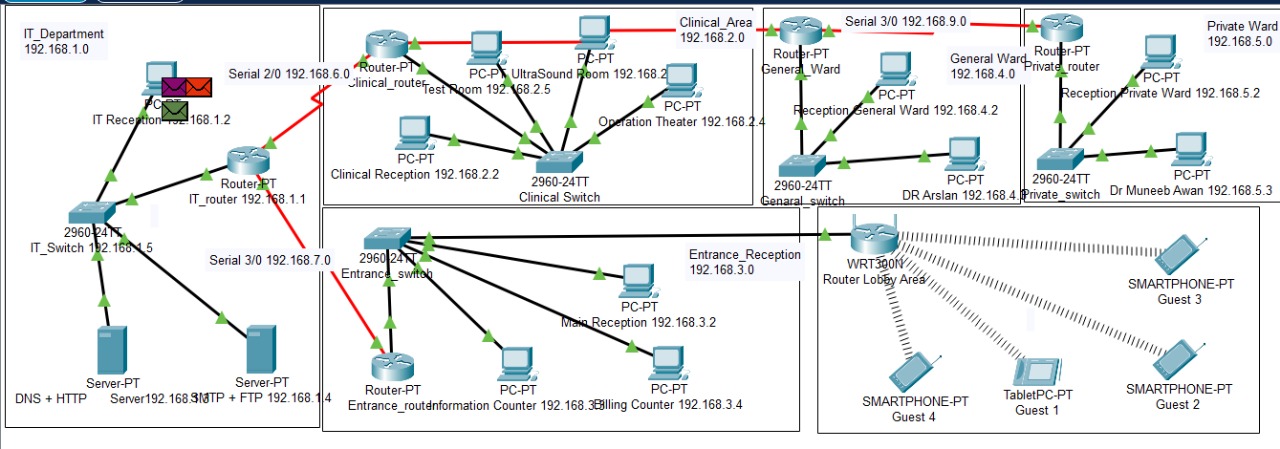 IT_Department
192.168.1.0
PC-PT
IT Reception 192.168.1.2
Serial 2/0 192.168.6.0
Router-PT
IT_router 192.168.1.1
2960-24TT
IT_Switch 192.168.1.5
Serial 3/0 192.168.7.0
Server-PT
DNS + HTTP Server192.168.1.3
Server-PT
SMTP + FTP 192.168.1.4
Clinical_Area
192.168.2.0
Router-PT
Clinical_router
PC-PT
Test Room 192.168.2.5
PC-PT
UltraSound Room 192.168.2
PC-PT
Operation Theater 192.168.2.4
PC-PT
Clinical Reception 192.168.2.2
2960-24TT
Clinical Switch
Serial 3/0 192.168.9.0
Router-PT
General_Ward
General Ward
192.168.4.0
PC-PT
Reception General Ward 192.168.4.2
2960-24TT
Genaral_switch
PC-PT
DR Arslan 192.168.4.
Private Ward
192.168.5.0
Router-PT
Private_router
PC-PT
Reception Private Ward 192.168.5.2
2960-24TT
Private_switch
PC-PT
Dr Muneeb Awan 192.168.5.3
2960-24TT
Entrance_switch
Entrance_Reception
192.168.3.0
PC-PT
Main Reception 192.168.3.2
Router-PT
Entrance_router
PC-PT
Information Counter 192.168.3.3
PC-PT
Billing Counter 192.168.3.4
WRT300N
Router Lobby Area
SMARTPHONE-PT
Guest 3
SMARTPHONE-PT
Guest 4
TabletPC-PT
Guest 1
SMARTPHONE-PT
Guest 2